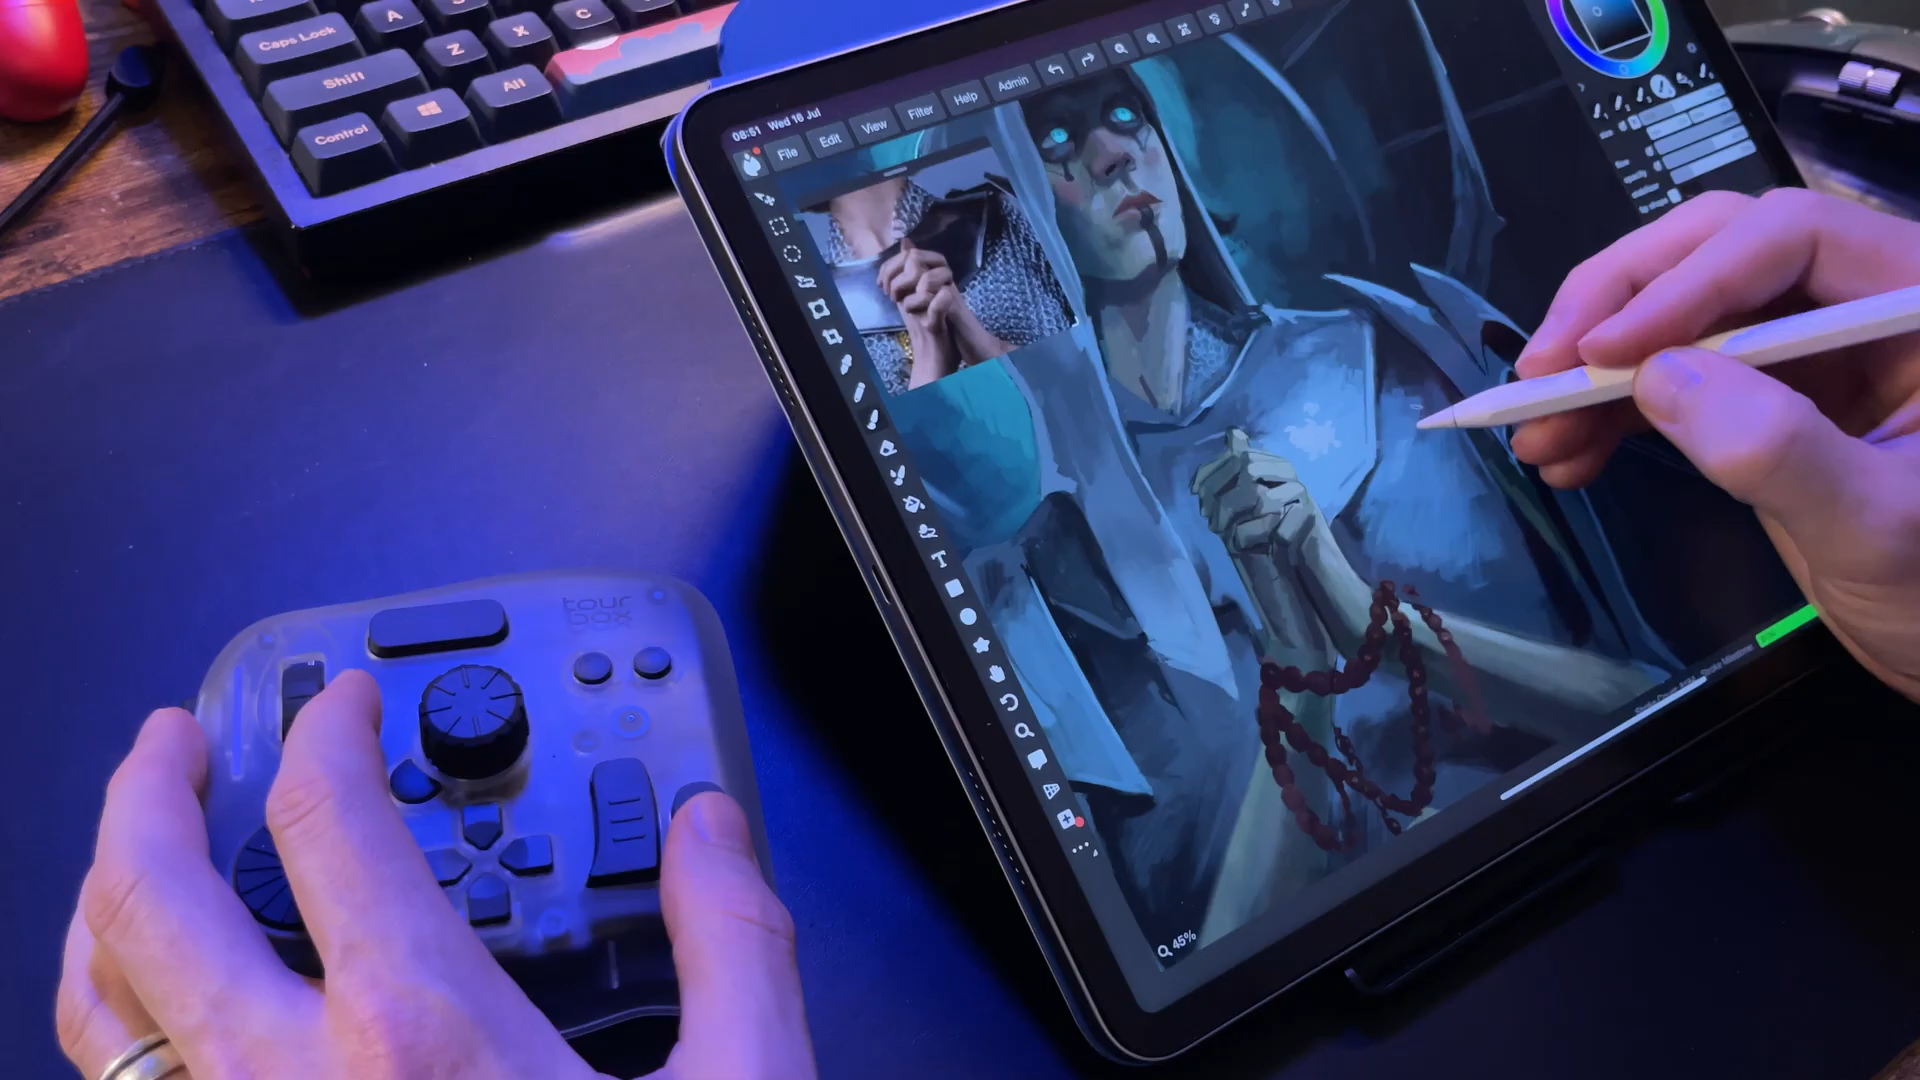 Caps Lock
A
S
Shift
Z
X
C
Control
Alt
08:51 Wed 16 Jul
File Edit View Filter Help Admin
T
tour
box
45%